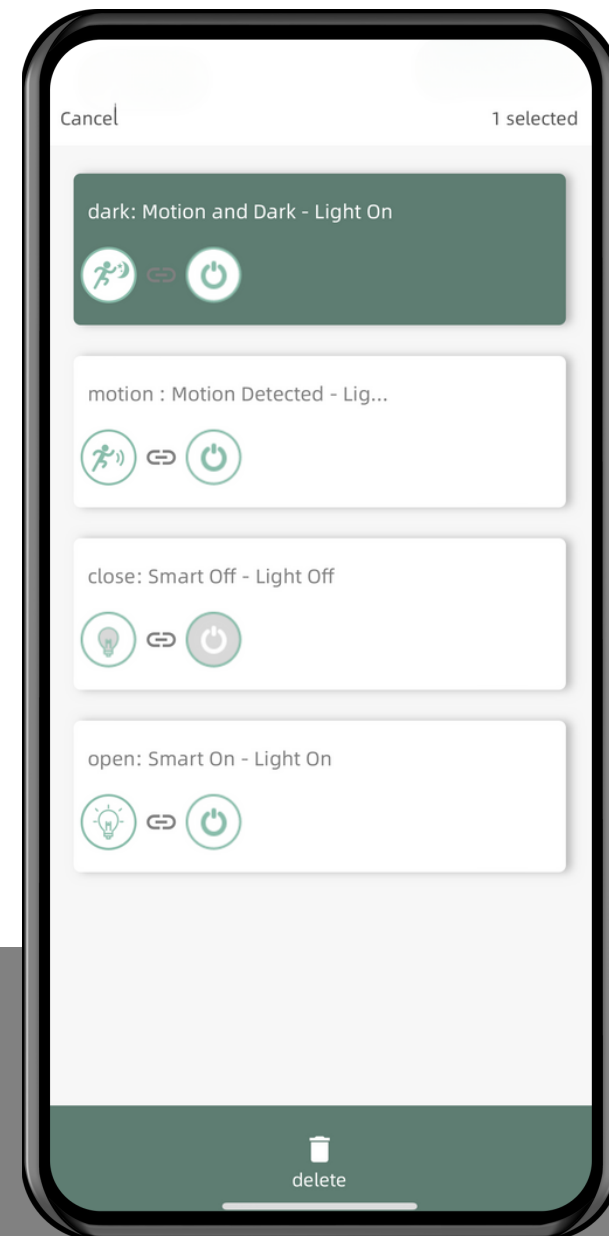 Cancel
1 selected
dark: Motion and Dark - Light On
motion : Motion Detected - Lig...
close: Smart Off - Light Off
open: Smart On - Light On
delete